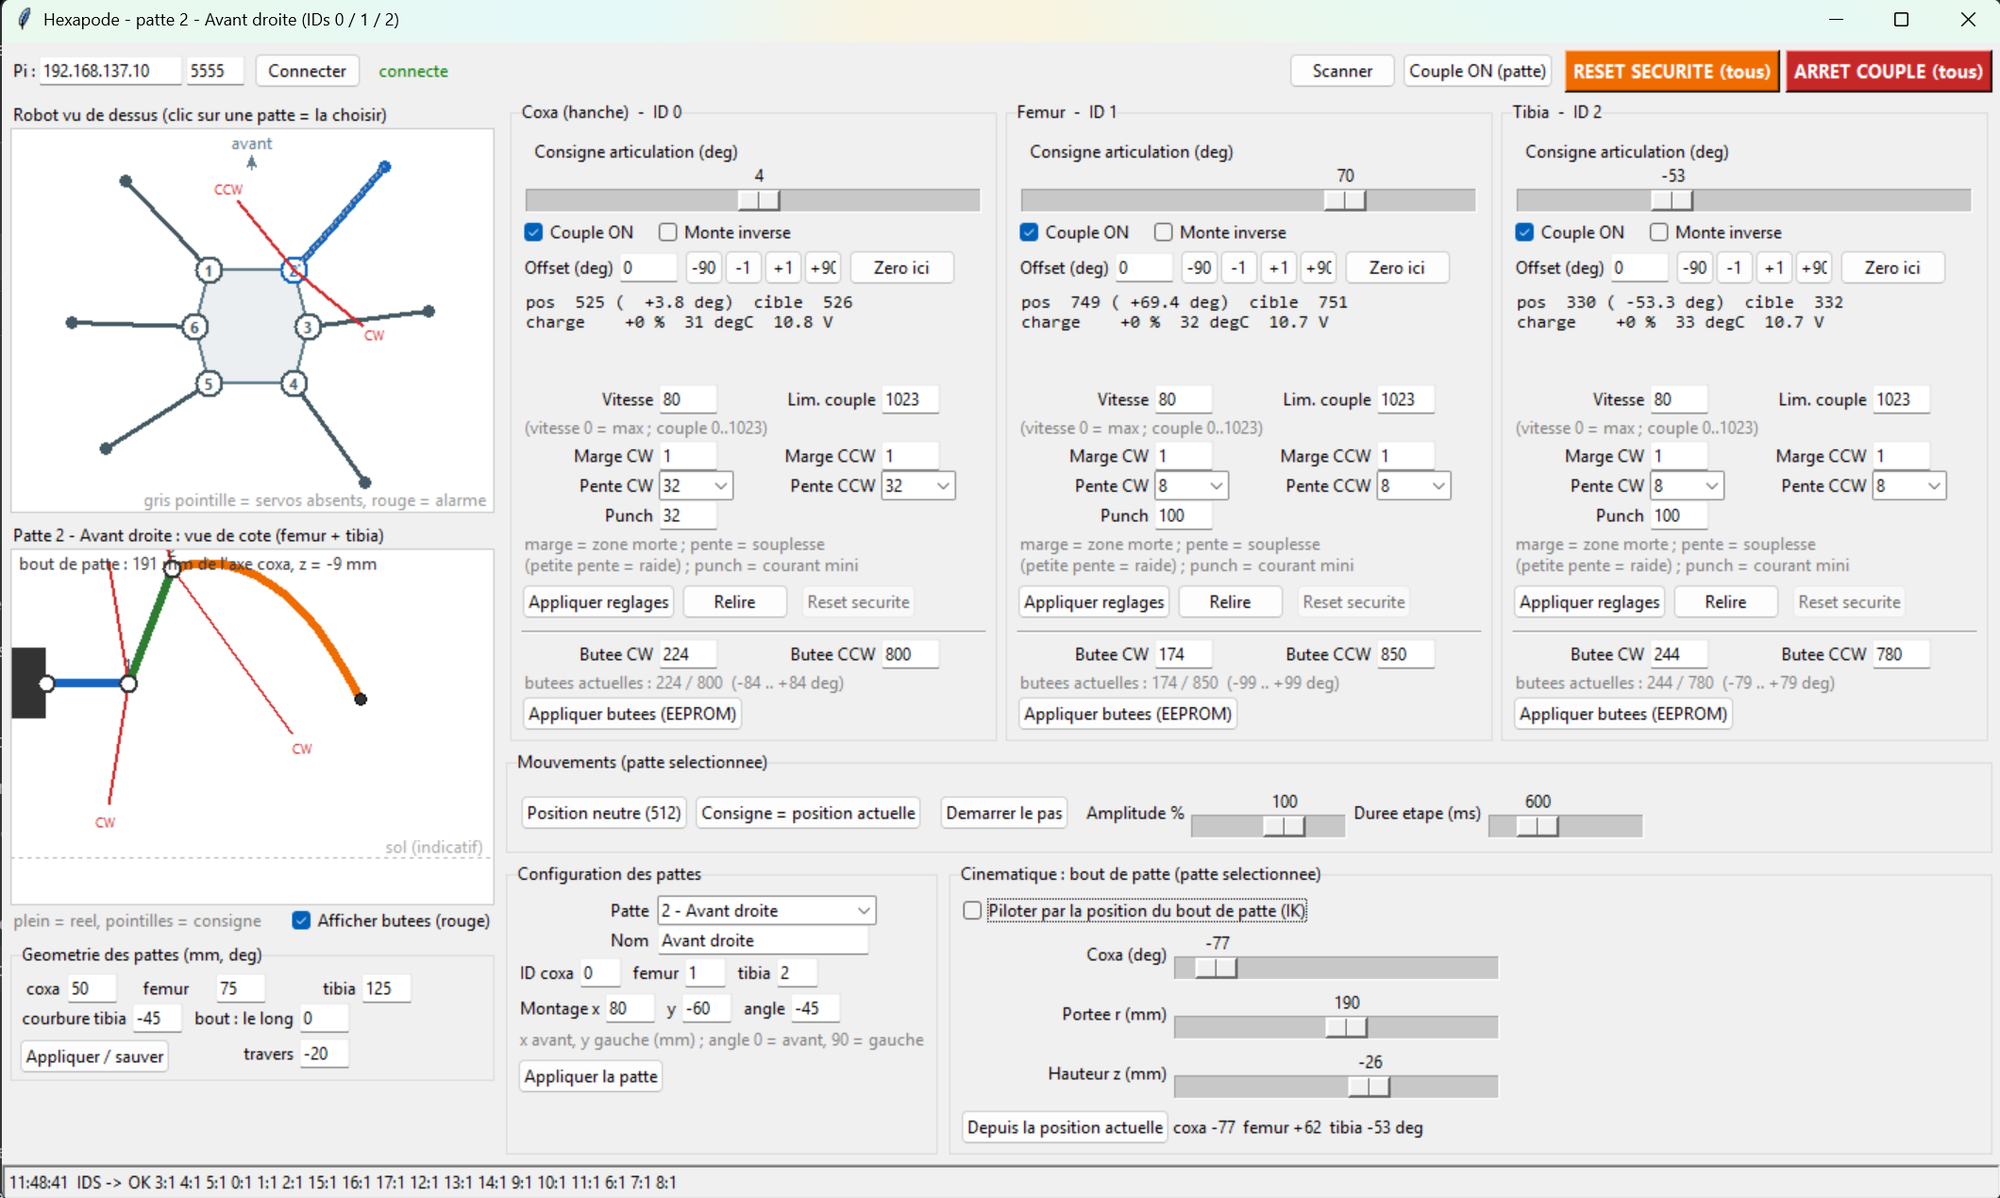 Hexapode - patte 2 - Avant droite (IDs 0 / 1 / 2)
Pi : 192.168.137.10 5555 Connecter connecte Scanner Couple ON (patte) RESET SECURITE (tous) ARRET COUPLE (tous)
Robot vu de dessus (clic sur une patte = la choisir)
avant
CCW
1 2
6 3
CW
5 4
gris pointille = servos absents, rouge = alarme
Patte 2 - Avant droite : vue de cote (femur + tibia)
bout de patte : 191 mm de l'axe coxa, z = -9 mm
CW
CW
sol (indicatif)
plein = reel, pointilles = consigne Afficher butees (rouge)
Geometrie des pattes (mm, deg)
coxa 50 femur 75 tibia 125
courbure tibia -45 bout : le long 0
Appliquer / sauver travers -20
Coxa (hanche) - ID 0
Consigne articulation (deg)
4
Couple ON Monte inverse
Offset (deg) 0 -90 -1 +1 +90 Zero ici
pos 525 ( +3.8 deg) cible 526
charge +0 % 31 degC 10.8 V
Vitesse 80 Lim. couple 1023
(vitesse 0 = max ; couple 0..1023)
Marge CW 1 Marge CCW 1
Pente CW 32 Pente CCW 32
Punch 32
marge = zone morte ; pente = souplesse
(petite pente = raide) ; punch = courant mini
Appliquer reglages Relire Reset securite
Butee CW 224 Butee CCW 800
butees actuelles : 224 / 800 (-84 .. +84 deg)
Appliquer butees (EEPROM)
Femur - ID 1
Consigne articulation (deg)
70
Couple ON Monte inverse
Offset (deg) 0 -90 -1 +1 +90 Zero ici
pos 749 ( +69.4 deg) cible 751
charge +0 % 32 degC 10.7 V
Vitesse 80 Lim. couple 1023
(vitesse 0 = max ; couple 0..1023)
Marge CW 1 Marge CCW 1
Pente CW 8 Pente CCW 8
Punch 100
marge = zone morte ; pente = souplesse
(petite pente = raide) ; punch = courant mini
Appliquer reglages Relire Reset securite
Butee CW 174 Butee CCW 850
butees actuelles : 174 / 850 (-99 .. +99 deg)
Appliquer butees (EEPROM)
Tibia - ID 2
Consigne articulation (deg)
-53
Couple ON Monte inverse
Offset (deg) 0 -90 -1 +1 +90 Zero ici
pos 330 ( -53.3 deg) cible 332
charge +0 % 33 degC 10.7 V
Vitesse 80 Lim. couple 1023
(vitesse 0 = max ; couple 0..1023)
Marge CW 1 Marge CCW 1
Pente CW 8 Pente CCW 8
Punch 100
marge = zone morte ; pente = souplesse
(petite pente = raide) ; punch = courant mini
Appliquer reglages Relire Reset securite
Butee CW 244 Butee CCW 780
butees actuelles : 244 / 780 (-79 .. +79 deg)
Appliquer butees (EEPROM)
Mouvements (patte selectionnee)
Position neutre (512) Consigne = position actuelle Demarrer le pas Amplitude % 100 Duree etape (ms) 600
Configuration des pattes
Patte 2 - Avant droite
Nom Avant droite
ID coxa 0 femur 1 tibia 2
Montage x 80 y -60 angle -45
x avant, y gauche (mm) ; angle 0 = avant, 90 = gauche
Appliquer la patte
Cinematique : bout de patte (patte selectionnee)
Piloter par la position du bout de patte (IK)
Coxa (deg) -77
Portee r (mm) 190
Hauteur z (mm) -26
Depuis la position actuelle coxa -77 femur +62 tibia -53 deg
11:48:41 IDS -> OK 3:1 4:1 5:1 0:1 1:1 2:1 15:1 16:1 17:1 12:1 13:1 14:1 9:1 10:1 11:1 6:1 7:1 8:1